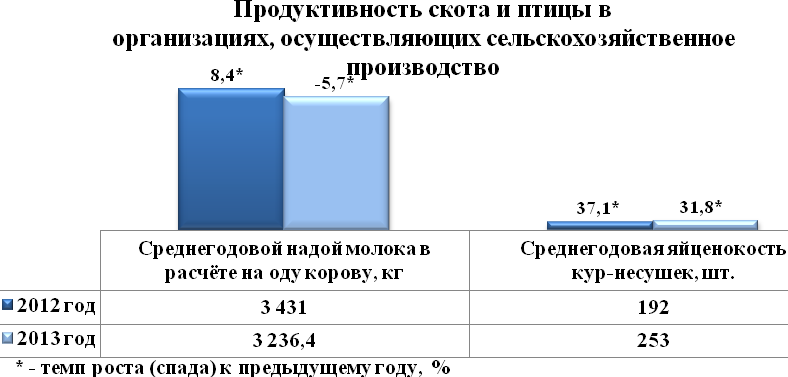 Продуктивность скота и птицы в
организациях, осуществляющих сельскохозяйственное
производство
8,4*
-5,7*
37,1*
31,8*
Среднегодовой надой молока в
расчёте на оду корову, кг
Среднегодовая яйценокость
кур-несушек, шт.
2012 год 3 431 192
2013 год 3 236,4 253
* - темп роста (спада) к предыдущему году, %